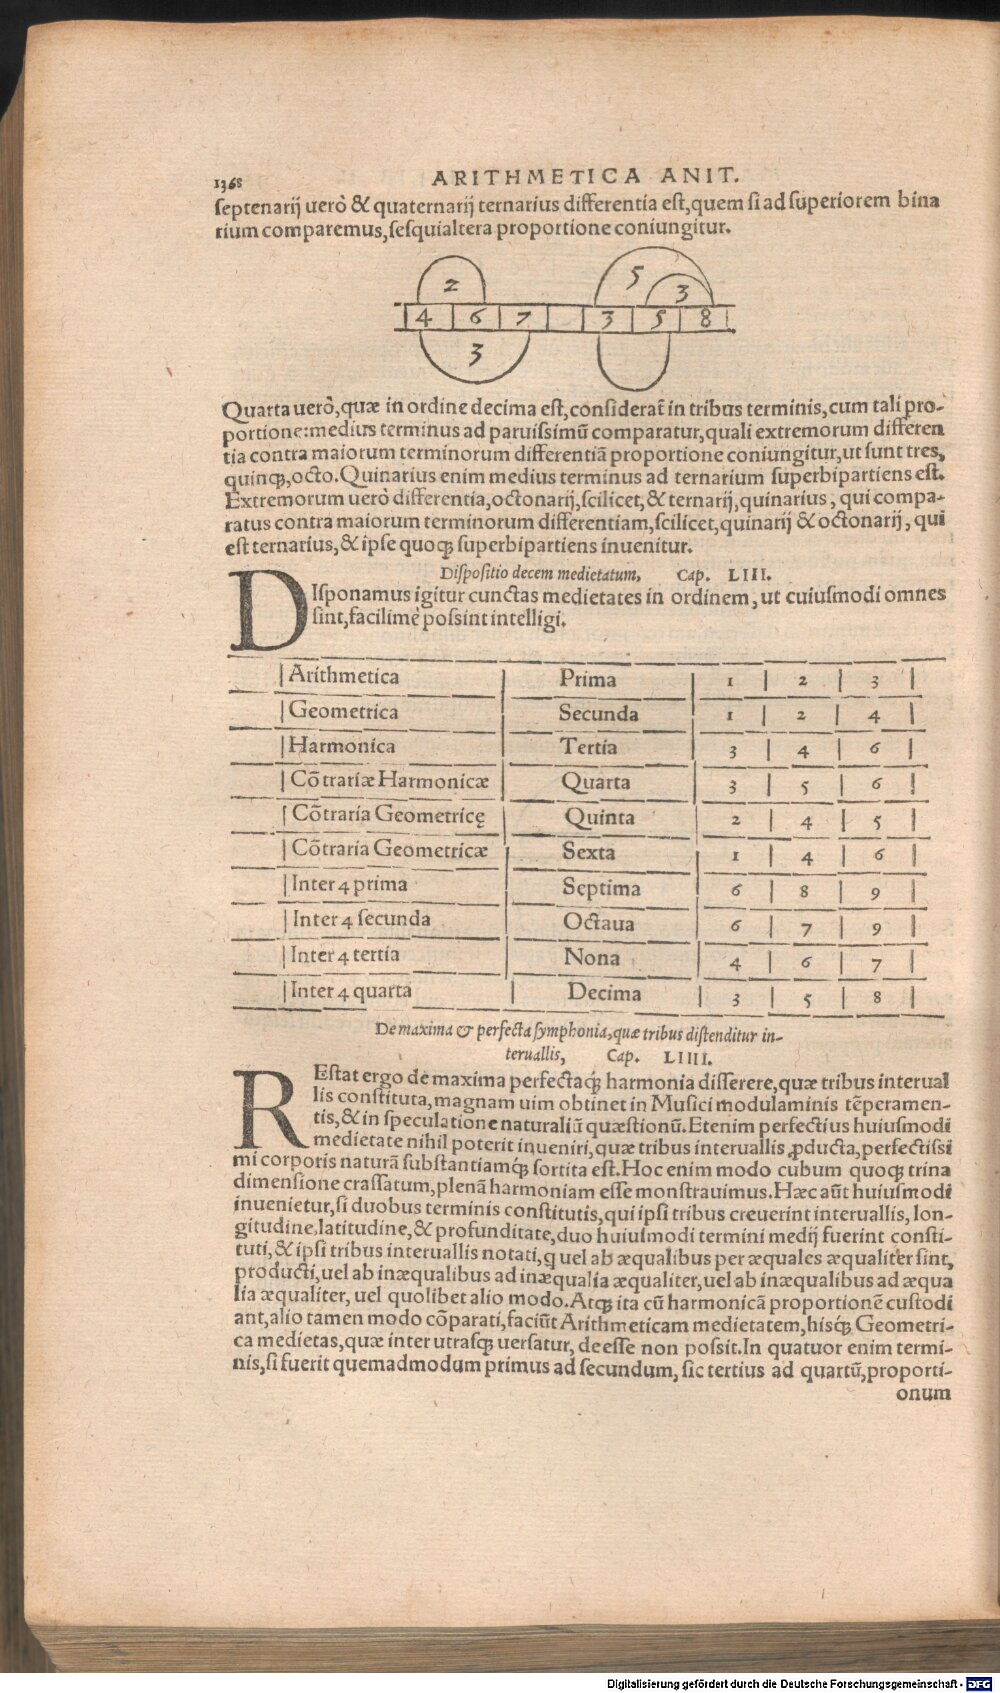 1368 ARITHMETICA ANIT.
septenarij uerò & quaternarij ternarius differentia est, quem si ad superiorem bina
rium comparemus, sesquialtera proportione coniungitur.
2 5 3
4 6 7 3 5 8
3
Quarta uerò, quæ in ordine decima est, considerat̃ in tribus terminis, cum tali pro-
portione: medius terminus ad paruissimũ comparatur, quali extremorum differen
tia contra maiorum terminorum differentiã proportione coniungitur, ut sunt tres,
quinqꝫ, octo. Quinarius enim medius terminus ad ternarium superbipartiens est.
Extremorum uerò differentia, octonarij, scilicet, & ternarij, quinarius, qui compa-
ratus contra maiorum terminorum differentiam, scilicet, quinarij & octonarij, qui
est ternarius, & ipse quoqꝫ superbipartiens inuenitur.
Dispositio decem medietatum, Cap. LIII.
DIsponamus igitur cunctas medietates in ordinem, ut cuiusmodi omnes
sint, facilimè possint intelligi.
Arithmetica Prima 1 2 3
Geometrica Secunda 1 2 4
Harmonica Tertia 3 4 6
Cõtrariæ Harmonicæ Quarta 3 5 6
Cõtraria Geometricę Quinta 2 4 5
Cõtraria Geometricæ Sexta 1 4 6
Inter 4 prima Septima 6 8 9
Inter 4 secunda Octaua 6 7 9
Inter 4 tertia Nona 4 6 7
Inter 4 quarta Decima 3 5 8
De maxima & perfecta symphonia, quæ tribus distenditur in-
teruallis, Cap. LIIII.
REstat ergo de maxima perfectaqꝫ́ harmonia disserere, quæ tribus interual
lis constituta, magnam uim obtinet in Musici modulaminis tẽperamen-
tis, & in speculatione naturaliũ quæstionũ. Etenim perfectius huiusmodi
medietate nihil poterit inueniri, quæ tribus interuallis ꝓducta, perfectissi
mi corporis naturã substantiamqꝫ́ sortita est. Hoc enim modo cubum quoqꝫ trina
dimensione crassatum, plenã harmoniam esse monstrauimus. Hæc aũt huiusmodi
inuenietur, si duobus terminis constitutis, qui ipsi tribus creuerint interuallis, lon-
gitudine, latitudine, & profunditate, duo huiusmodi termini medij fuerint consti-
tuti, & ipsi tribus interuallis notati, q uel ab æqualibus per æquales æqualiter sint,
producti, uel ab inæqualibus ad inæqualia æqualiter, uel ab inæqualibus ad æqua
lia æqualiter, uel quolibet alio modo. Atqꝫ ita cũ harmonicã proportionẽ custodi
ant, alio tamen modo cõparati, faciũt Arithmeticam medietatem, hisqꝫ́ Geometri-
ca medietas, quæ inter utrasqꝫ uersatur, deesse non possit. In quatuor enim termi-
nis, si fuerit quemadmodum primus ad secundum, sic tertius ad quartũ, proporti-
onum
Digitalisierung gefördert durch die Deutsche Forschungsgemeinschaft - DFG